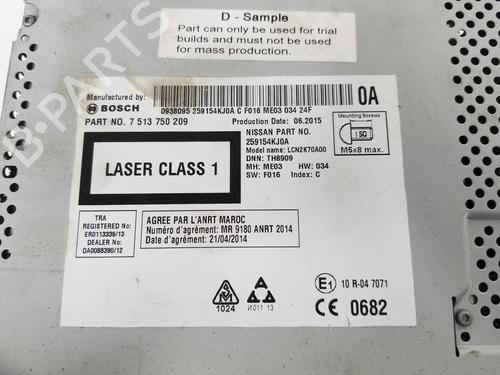 D - Sample
Part can only be used for trial
builds and must not be used
for mass production.
BOSCH
0938095 259154KJ0A C F016 ME03 034 24F
0A
PART NO. 7 513 750 209
Production Date: 06.2015
NISSAN PART NO.
259154KJ0A
Model name: LCN2K70A00
DNN: TH8909
MH: ME03 HW: 034
SW: F016 Index: C
Mounting Screws
ISO
M5x8 max.
LASER CLASS 1
TRA
REGISTERED No:
ER0113339/13
DEALER No:
DA0088390/12
AGREE PAR L'ANRT MAROC
Numéro d'agrément: MR 9180 ANRT 2014
Date d'agrément: 21/04/2014
1024
И011 13
E1 10 R-04 7071
CE 0682
B-PARTS